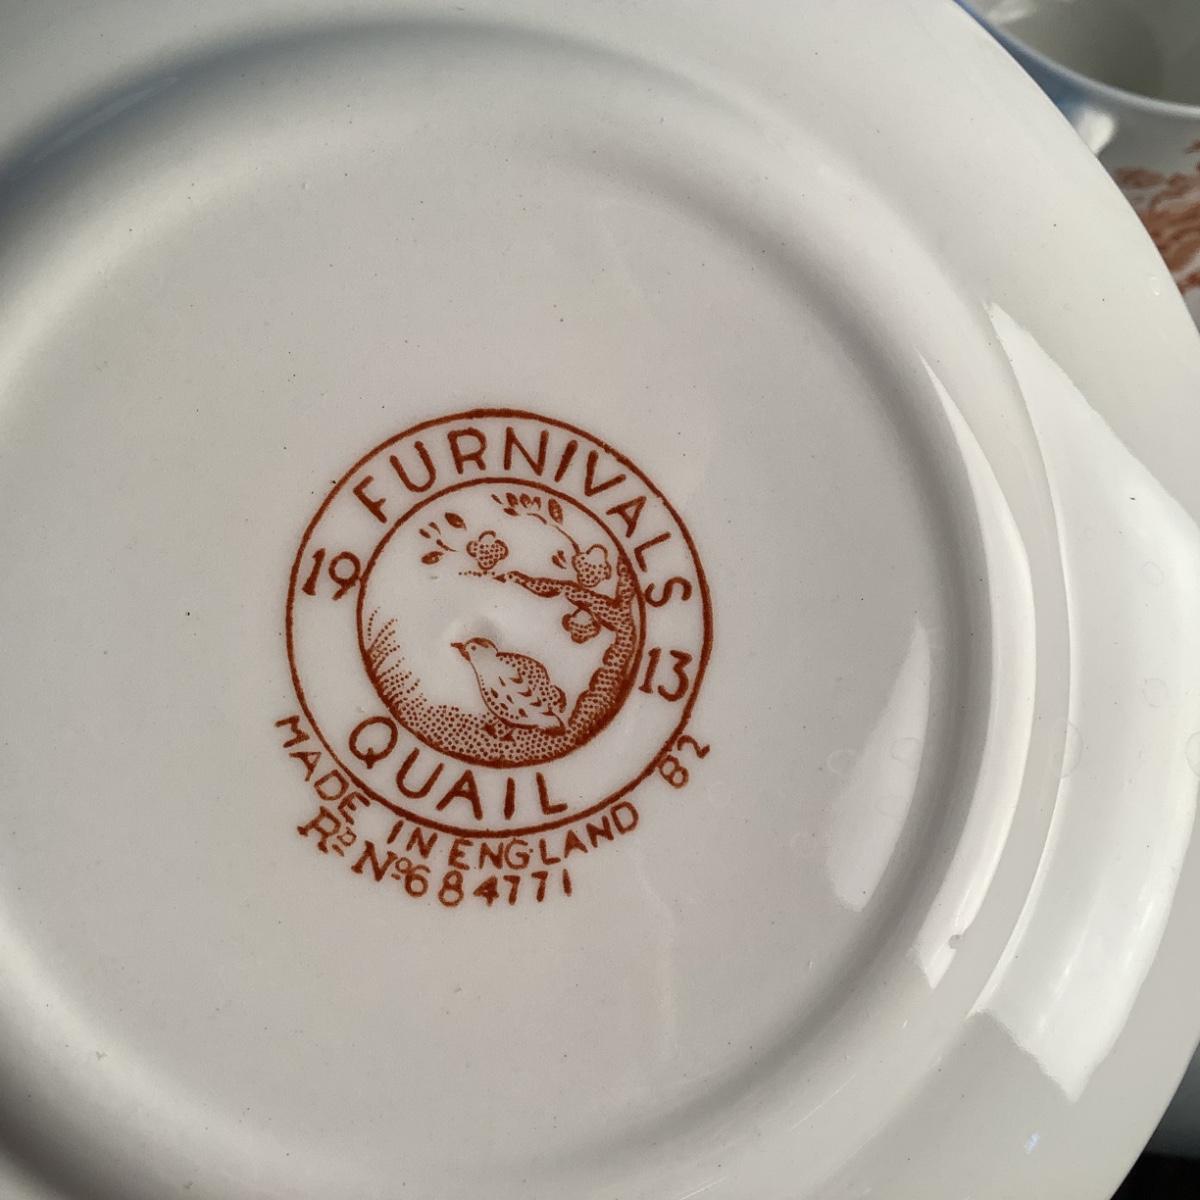 FURNIVALS
19 13
QUAIL
MADE IN ENGLAND 82
RD No 684771